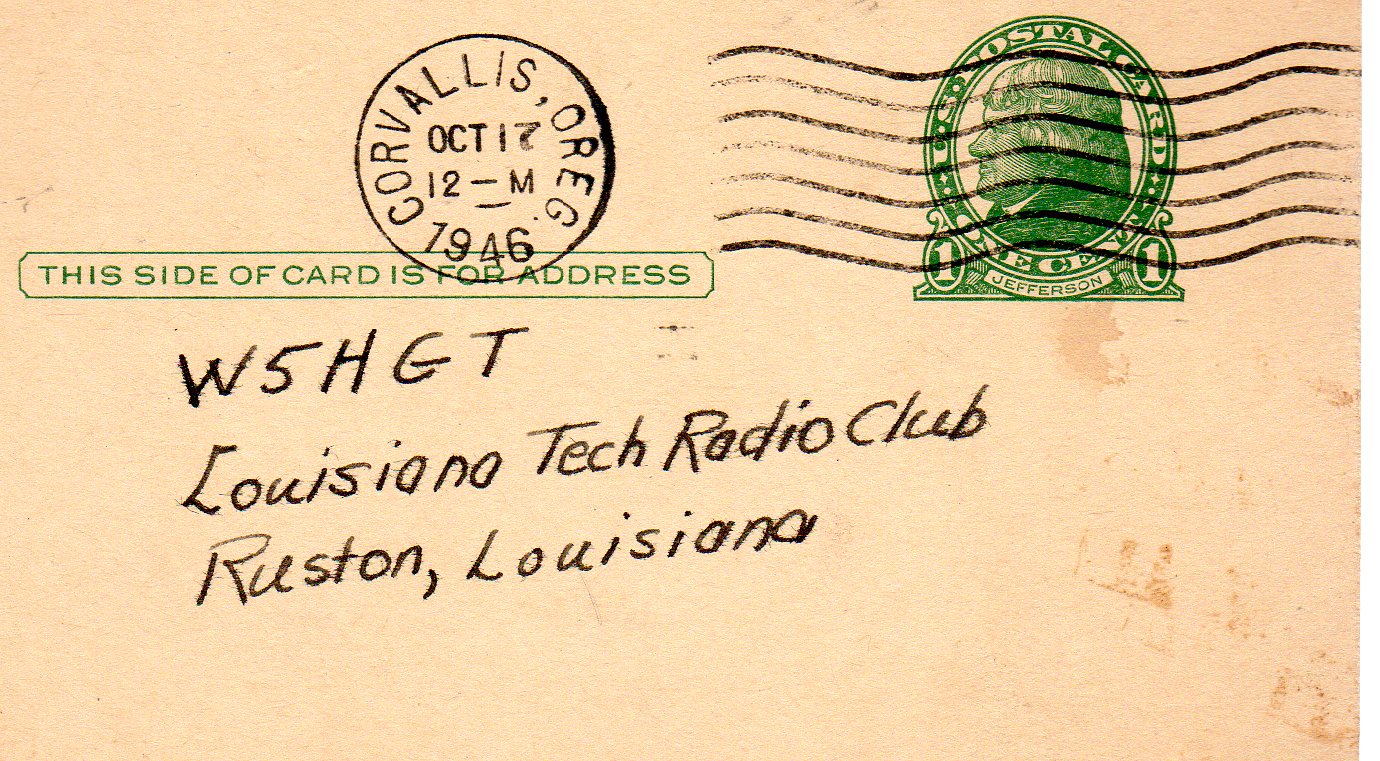 CORVALLIS, OREG.
OCT 17
12 – M
1946
U.S. POSTAL CARD
ONE CENT
1 JEFFERSON 1
THIS SIDE OF CARD IS FOR ADDRESS
W5HGT
Louisiana Tech Radio Club
Ruston, Louisiana